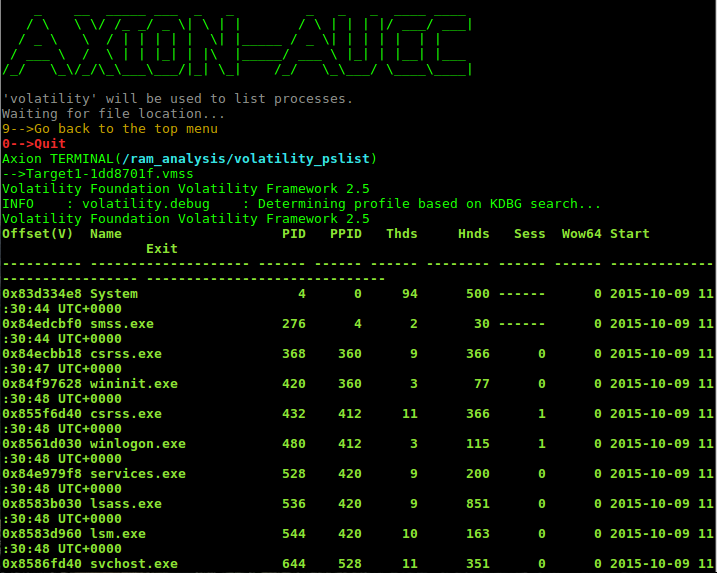 AXION-AUCC
'volatility' will be used to list processes.
Waiting for file location...
9-->Go back to the top menu
0-->Quit
Axion TERMINAL(/ram_analysis/volatility_pslist)
-->Target1-1dd8701f.vmss
Volatility Foundation Volatility Framework 2.5
INFO    : volatility.debug    : Determining profile based on KDBG search...
Volatility Foundation Volatility Framework 2.5
Offset(V)  Name                    PID   PPID   Thds     Hnds   Sess  Wow64 Start
                  Exit
---------- -------------------- ------ ------ ------ -------- ------ ------ -------------
----------------- ------------------------------
0x83d334e8 System                    4      0     94      500 ------      0 2015-10-09 11
:30:44 UTC+0000
0x84edcbf0 smss.exe                276      4      2       30 ------      0 2015-10-09 11
:30:44 UTC+0000
0x84ecbb18 csrss.exe               368    360      9      366      0      0 2015-10-09 11
:30:47 UTC+0000
0x84f97628 wininit.exe             420    360      3       77      0      0 2015-10-09 11
:30:48 UTC+0000
0x855f6d40 csrss.exe               432    412     11      366      1      0 2015-10-09 11
:30:48 UTC+0000
0x8561d030 winlogon.exe            480    412      3      115      1      0 2015-10-09 11
:30:48 UTC+0000
0x84e979f8 services.exe            528    420      9      200      0      0 2015-10-09 11
:30:48 UTC+0000
0x8583b030 lsass.exe               536    420      9      851      0      0 2015-10-09 11
:30:48 UTC+0000
0x8583d960 lsm.exe                 544    420     10      163      0      0 2015-10-09 11
:30:48 UTC+0000
0x8586fd40 svchost.exe             644    528     11      351      0      0 2015-10-09 11